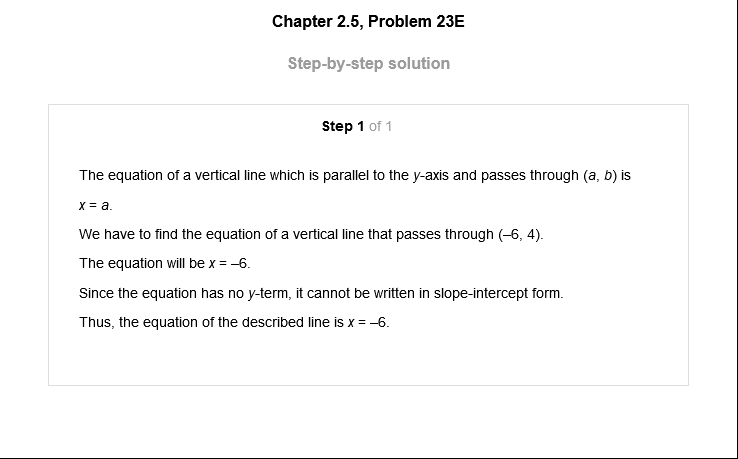 Chapter 2.5, Problem 23E
Step-by-step solution
Step 1 of 1
The equation of a vertical line which is parallel to the y-axis and passes through (a, b) is
x = a.
We have to find the equation of a vertical line that passes through (–6, 4).
The equation will be x = –6.
Since the equation has no y-term, it cannot be written in slope-intercept form.
Thus, the equation of the described line is x = –6.